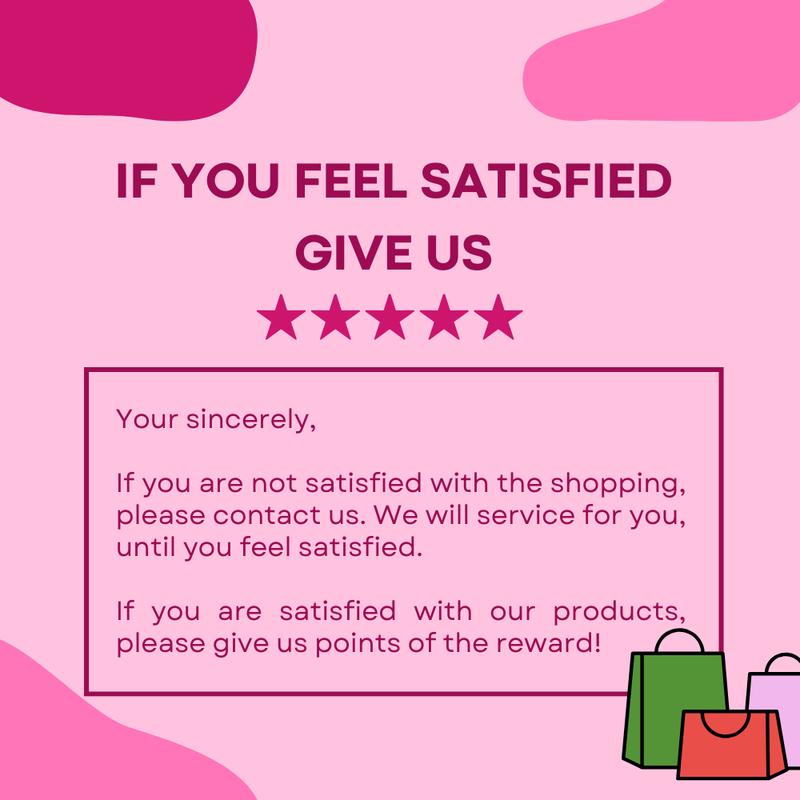 IF YOU FEEL SATISFIED
GIVE US
Your sincerely,
If you are not satisfied with the shopping,
please contact us. We will service for you,
until you feel satisfied.
If you are satisfied with our products,
please give us points of the reward!